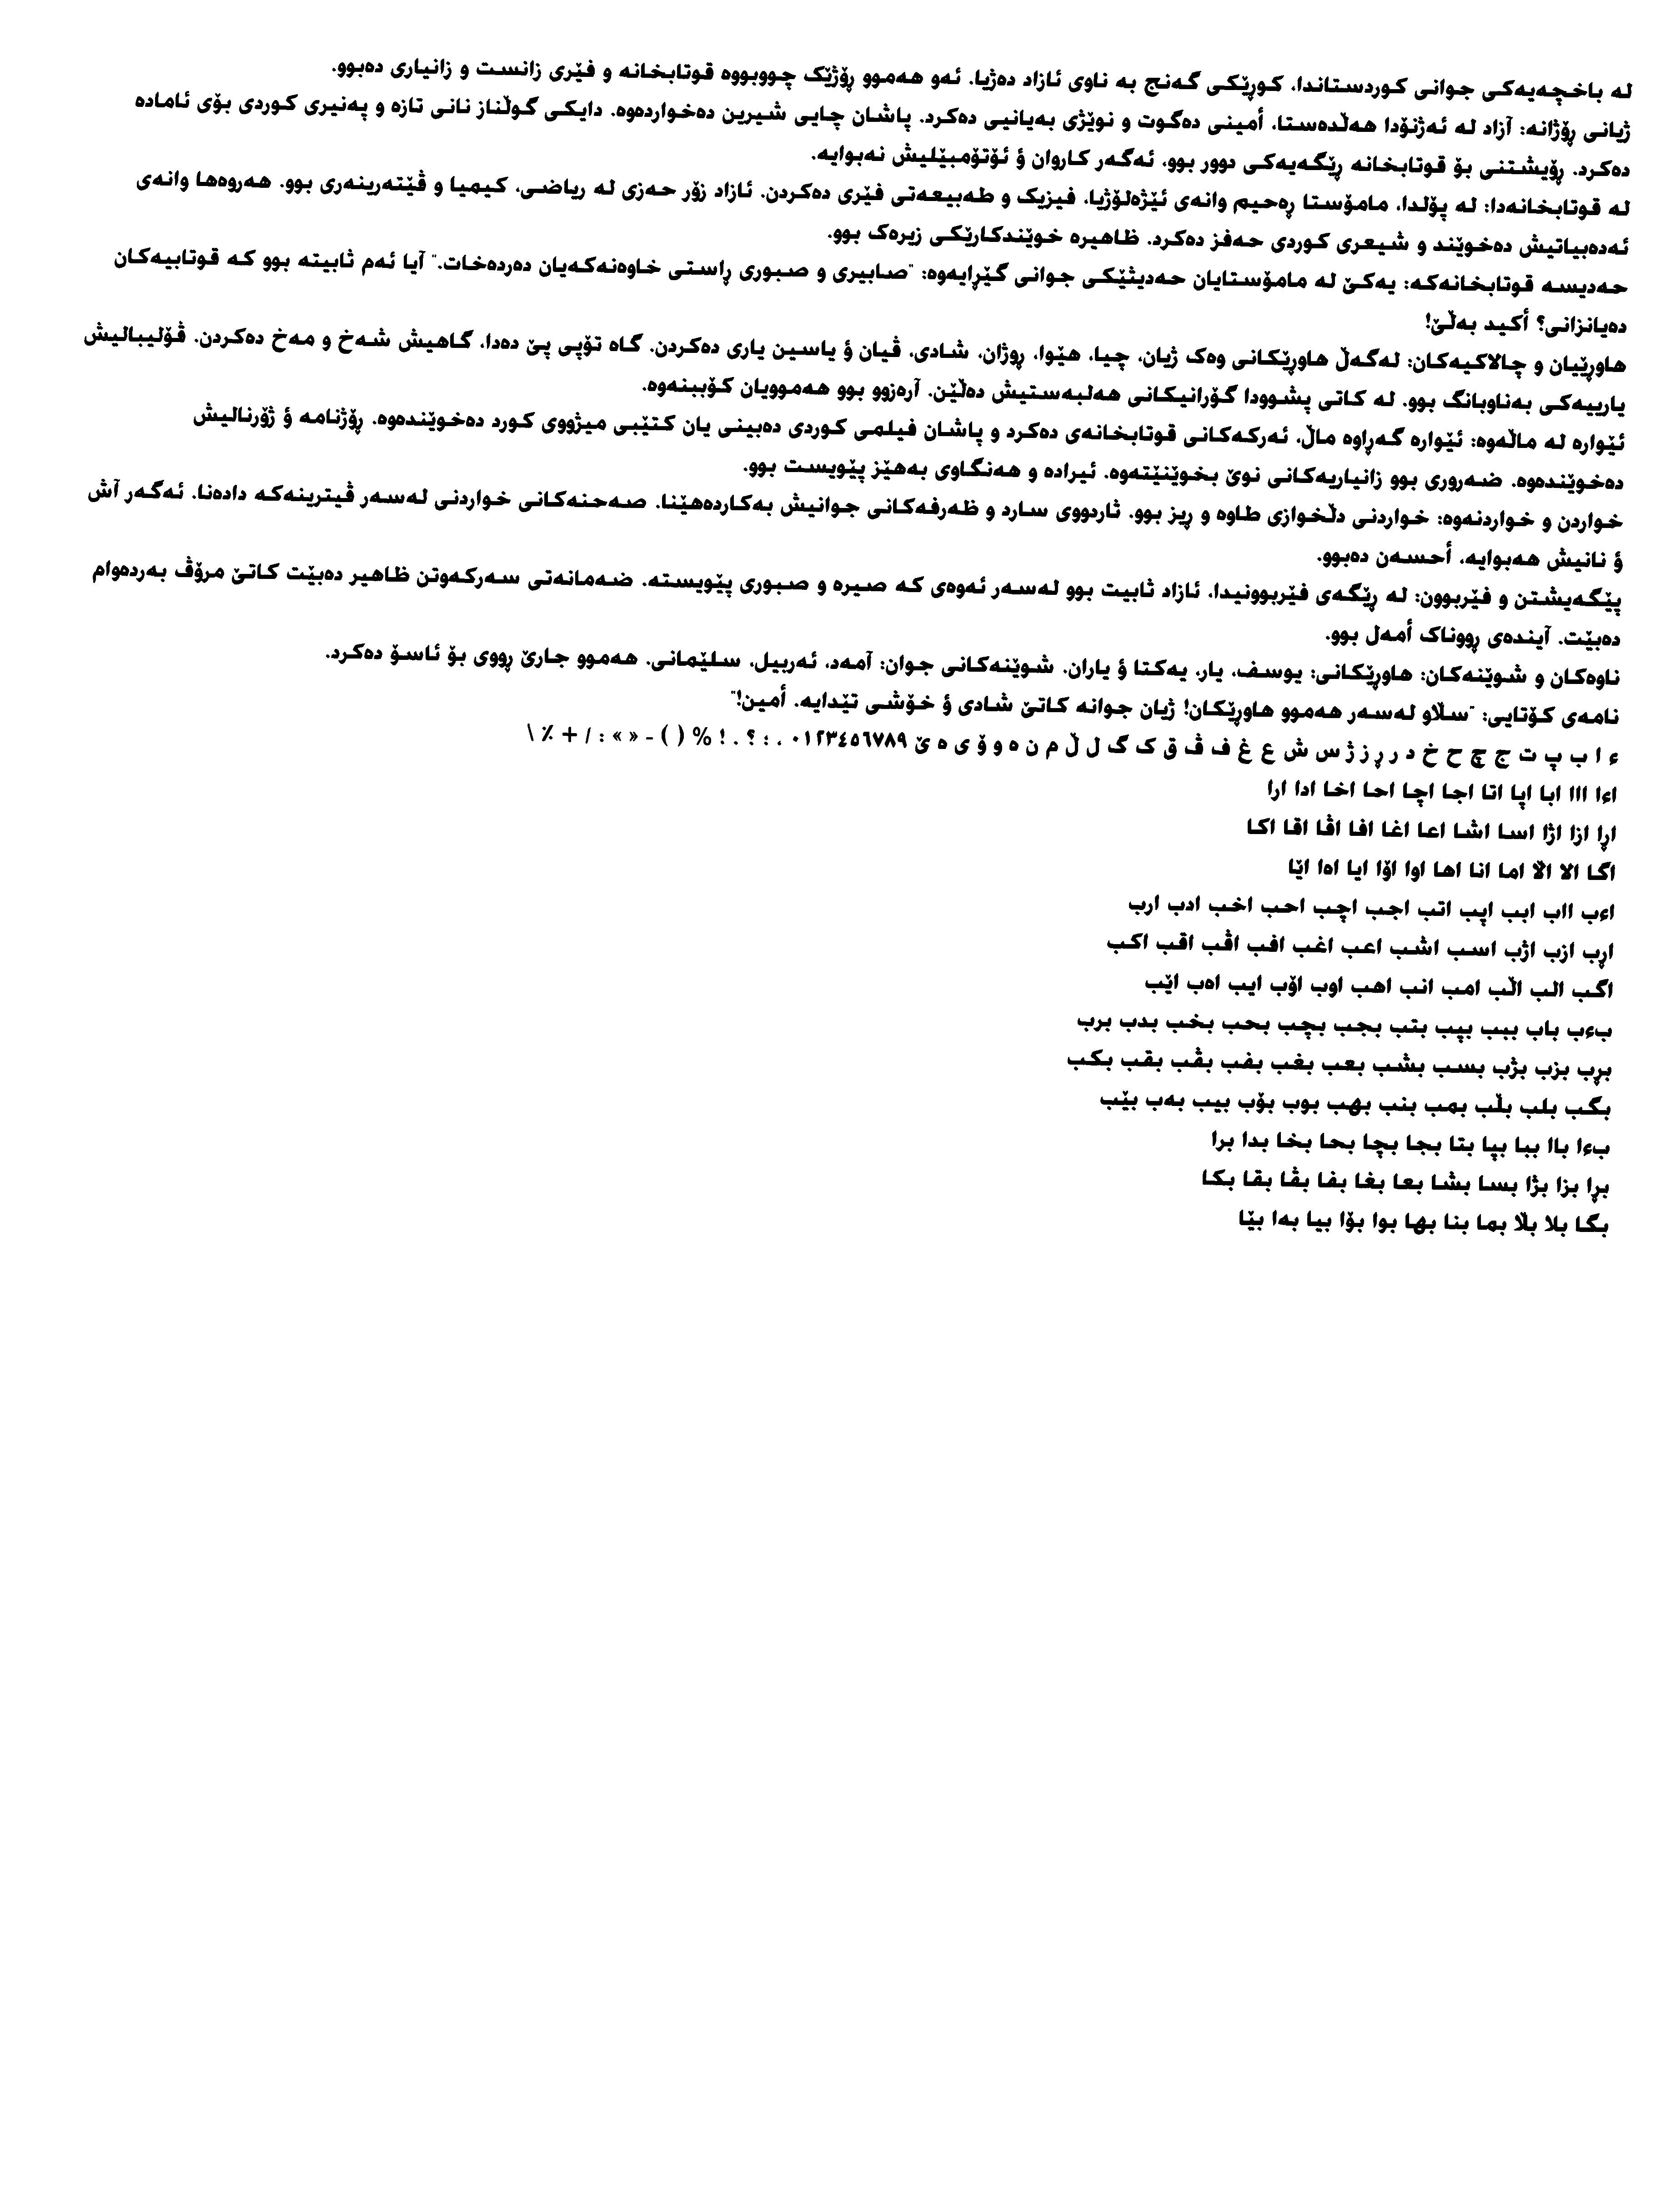 لە باخچەیەکی جوانی کوردستاندا، کوڕێکی گەنج بە ناوی ئازاد دەژیا. ئەو هەموو ڕۆژێک چووبووە قوتابخانە و فێری زانست و زانیاری دەبوو.
ژیانی ڕۆژانە: آزاد لە ئەژنۆدا هەڵدەستا، أمینی دەگوت و نوێژی بەیانیی دەکرد. پاشان چایی شیرین دەخواردەوە. دایکی گوڵناز نانی تازە و پەنیری کوردی بۆی ئامادە
دەکرد. ڕۆیشتنی بۆ قوتابخانە ڕێگەیەکی دوور بوو، ئەگەر کاروان ؤ ئۆتۆمبێلیش نەبوایە.
لە قوتابخانەدا: لە پۆلدا، مامۆستا ڕەحیم وانەی ئێژەلۆژیا، فیزیک و طەبیعەتی فێری دەکردن. ئازاد زۆر حەزی لە ریاضی، کیمیا و ڤێتەرینەری بوو. هەروەها وانەی
ئەدەبیاتیش دەخوێند و شیعری کوردی حەفز دەکرد. ظاهیرە خوێندکارێکی زیرەک بوو.
حەدیسە قوتابخانەکە: یەکێ لە مامۆستایان حەدیثێکی جوانی گێڕایەوە: "صابیری و صبوری ڕاستی خاوەنەکەیان دەردەخات." آیا ئەم ثابیتە بوو کە قوتابیەکان
دەیانزانی؟ أکید بەڵێ!
هاوڕێیان و چالاکیەکان: لەگەڵ هاوڕێکانی وەک ژیان، چیا، هێوا، ڕوژان، شادی، ڤیان ؤ یاسین یاری دەکردن. گاە تۆپی پێ دەدا، گاهیش شەخ و مەخ دەکردن. ڤۆلیبالیش
یارییەکی بەناوبانگ بوو. لە کاتی پشوودا گۆرانیکانی هەلبەستیش دەڵێن. آرەزوو بوو هەموویان کۆببنەوە.
ئێوارە لە ماڵەوە: ئێوارە گەڕاوە ماڵ، ئەرکەکانی قوتابخانەی دەکرد و پاشان فیلمی کوردی دەبینی یان کتێبی میژووی کورد دەخوێندەوە. ڕۆژنامە ؤ ژۆرنالیش
دەخوێندەوە. ضەروری بوو زانیاریەکانی نوێ بخوێنێتەوە. ئیرادە و هەنگاوی بەهێز پێویست بوو.
خواردن و خواردنەوە: خواردنی دڵخوازی طاوە و ڕیز بوو. ثاردووی سارد و ظەرفەکانی جوانیش بەکاردەهێنا. صەحنەکانی خواردنی لەسەر ڤیترینەکە دادەنا. ئەگەر آش
ؤ نانیش هەبوایە، أحسەن دەبوو.
پێگەیشتن و فێربوون: لە ڕێگەی فێربوونیدا، ئازاد ثابیت بوو لەسەر ئەوەی کە صیرە و صبوری پێویستە. ضەمانەتی سەرکەوتن ظاهیر دەبێت کاتێ مرۆڤ بەردەوام
دەبێت. آیندەی ڕووناک أمەل بوو.
ناوەکان و شوێنەکان: هاوڕێکانی: یوسف، یار، یەکتا ؤ یاران. شوێنەکانی جوان: آمەد، ئەربیل، سلێمانی. هەموو جارێ ڕووی بۆ ئاسۆ دەکرد.
نامەی کۆتایی: "سڵاو لەسەر هەموو هاوڕێکان! ژیان جوانە کاتێ شادی ؤ خۆشی تێدایە. أمین!"
ء ا ب پ ت ج چ ح خ د ر ڕ ز ژ س ش ع غ ف ڤ ق ک گ ل ڵ م ن ه و ۆ ی ە ێ ٠١٢٣٤٥٦٧٨٩ ، ؛ ؟ . ! % ( ) - « » : / + ٪ \
اءا ااا ابا اپا اتا اجا اچا احا اخا ادا ارا
اڕا ازا اژا اسا اشا اعا اغا افا اڤا اقا اکا
اگا الا اڵا اما انا اها اوا اۆا ایا اەا اێا
اءب ااب ابب اپب اتب اجب اچب احب اخب ادب ارب
اڕب ازب اژب اسب اشب اعب اغب افب اڤب اقب اکب
اگب الب اڵب امب انب اهب اوب اۆب ایب اەب اێب
بءب باب ببب بپب بتب بجب بچب بحب بخب بدب برب
بڕب بزب بژب بسب بشب بعب بغب بفب بڤب بقب بکب
بگب بلب بڵب بمب بنب بهب بوب بۆب بیب بەب بێب
بءا باا ببا بپا بتا بجا بچا بحا بخا بدا برا
بڕا بزا بژا بسا بشا بعا بغا بفا بڤا بقا بکا
بگا بلا بڵا بما بنا بها بوا بۆا بیا بەا بێا